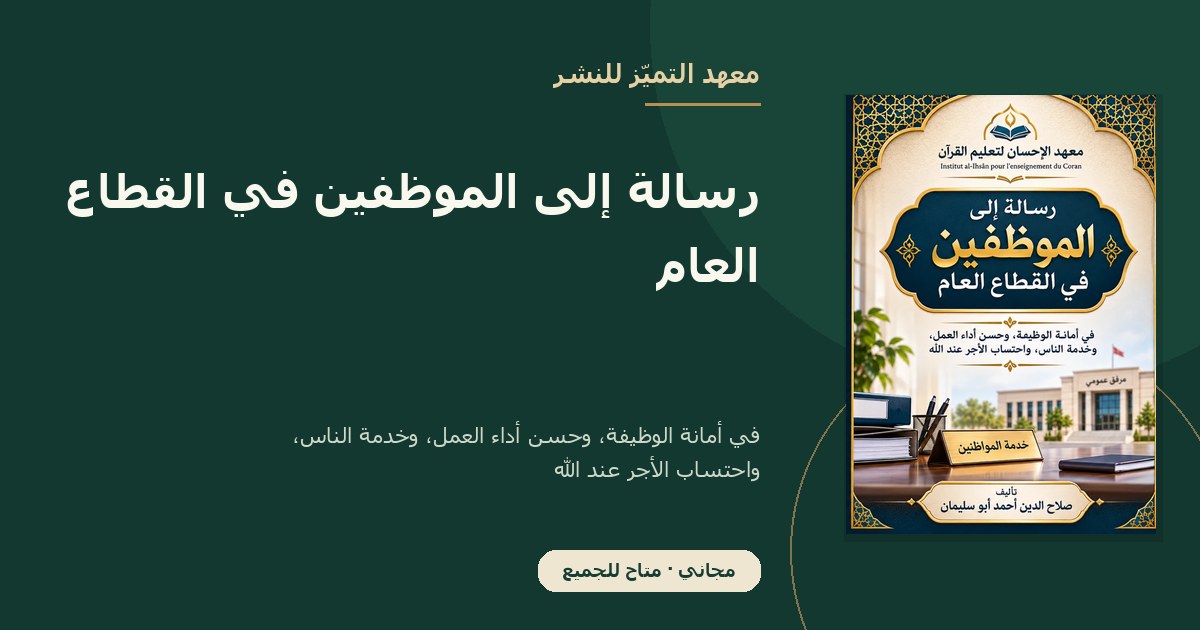 معهد التميّز للنشر
رسالة إلى الموظفين في القطاع
العام
في أمانة الوظيفة، وحسن أداء العمل، وخدمة الناس،
واحتساب الأجر عند الله
مجاني · متاح للجميع
معهد الإحسان لتعليم القرآن
Institut al-Ihsân pour l'enseignement du Coran
رسالة إلى
الموظفين
في القطاع العام
في أمانة الوظيفة، وحسن أداء العمل،
وخدمة الناس، واحتساب الأجر عند الله
مرفق عمومي
خدمة المواطنين
تأليف
صلاح الدين أحمد أبو سليمان